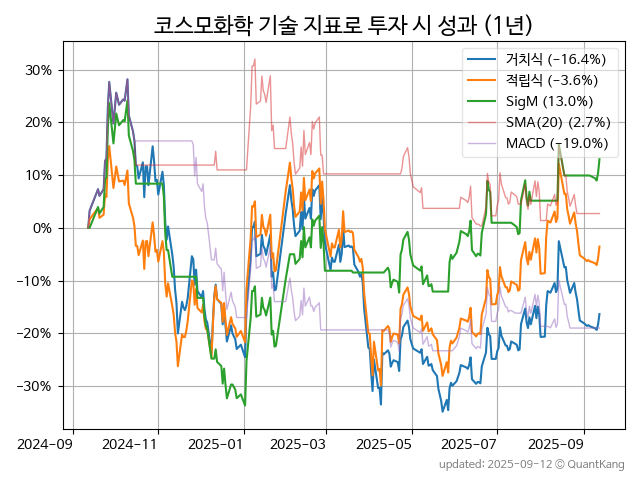 코스모화학 기술 지표로 투자 시 성과 (1년)
거치식 (−16.4%)
적립식 (−3.6%)
SigM (13.0%)
SMA(20) (2.7%)
MACD (−19.0%)
30%
20%
10%
0%
−10%
−20%
−30%
2024-09 2024-11 2025-01 2025-03 2025-05 2025-07 2025-09
updated: 2025-09-12 © QuantKang